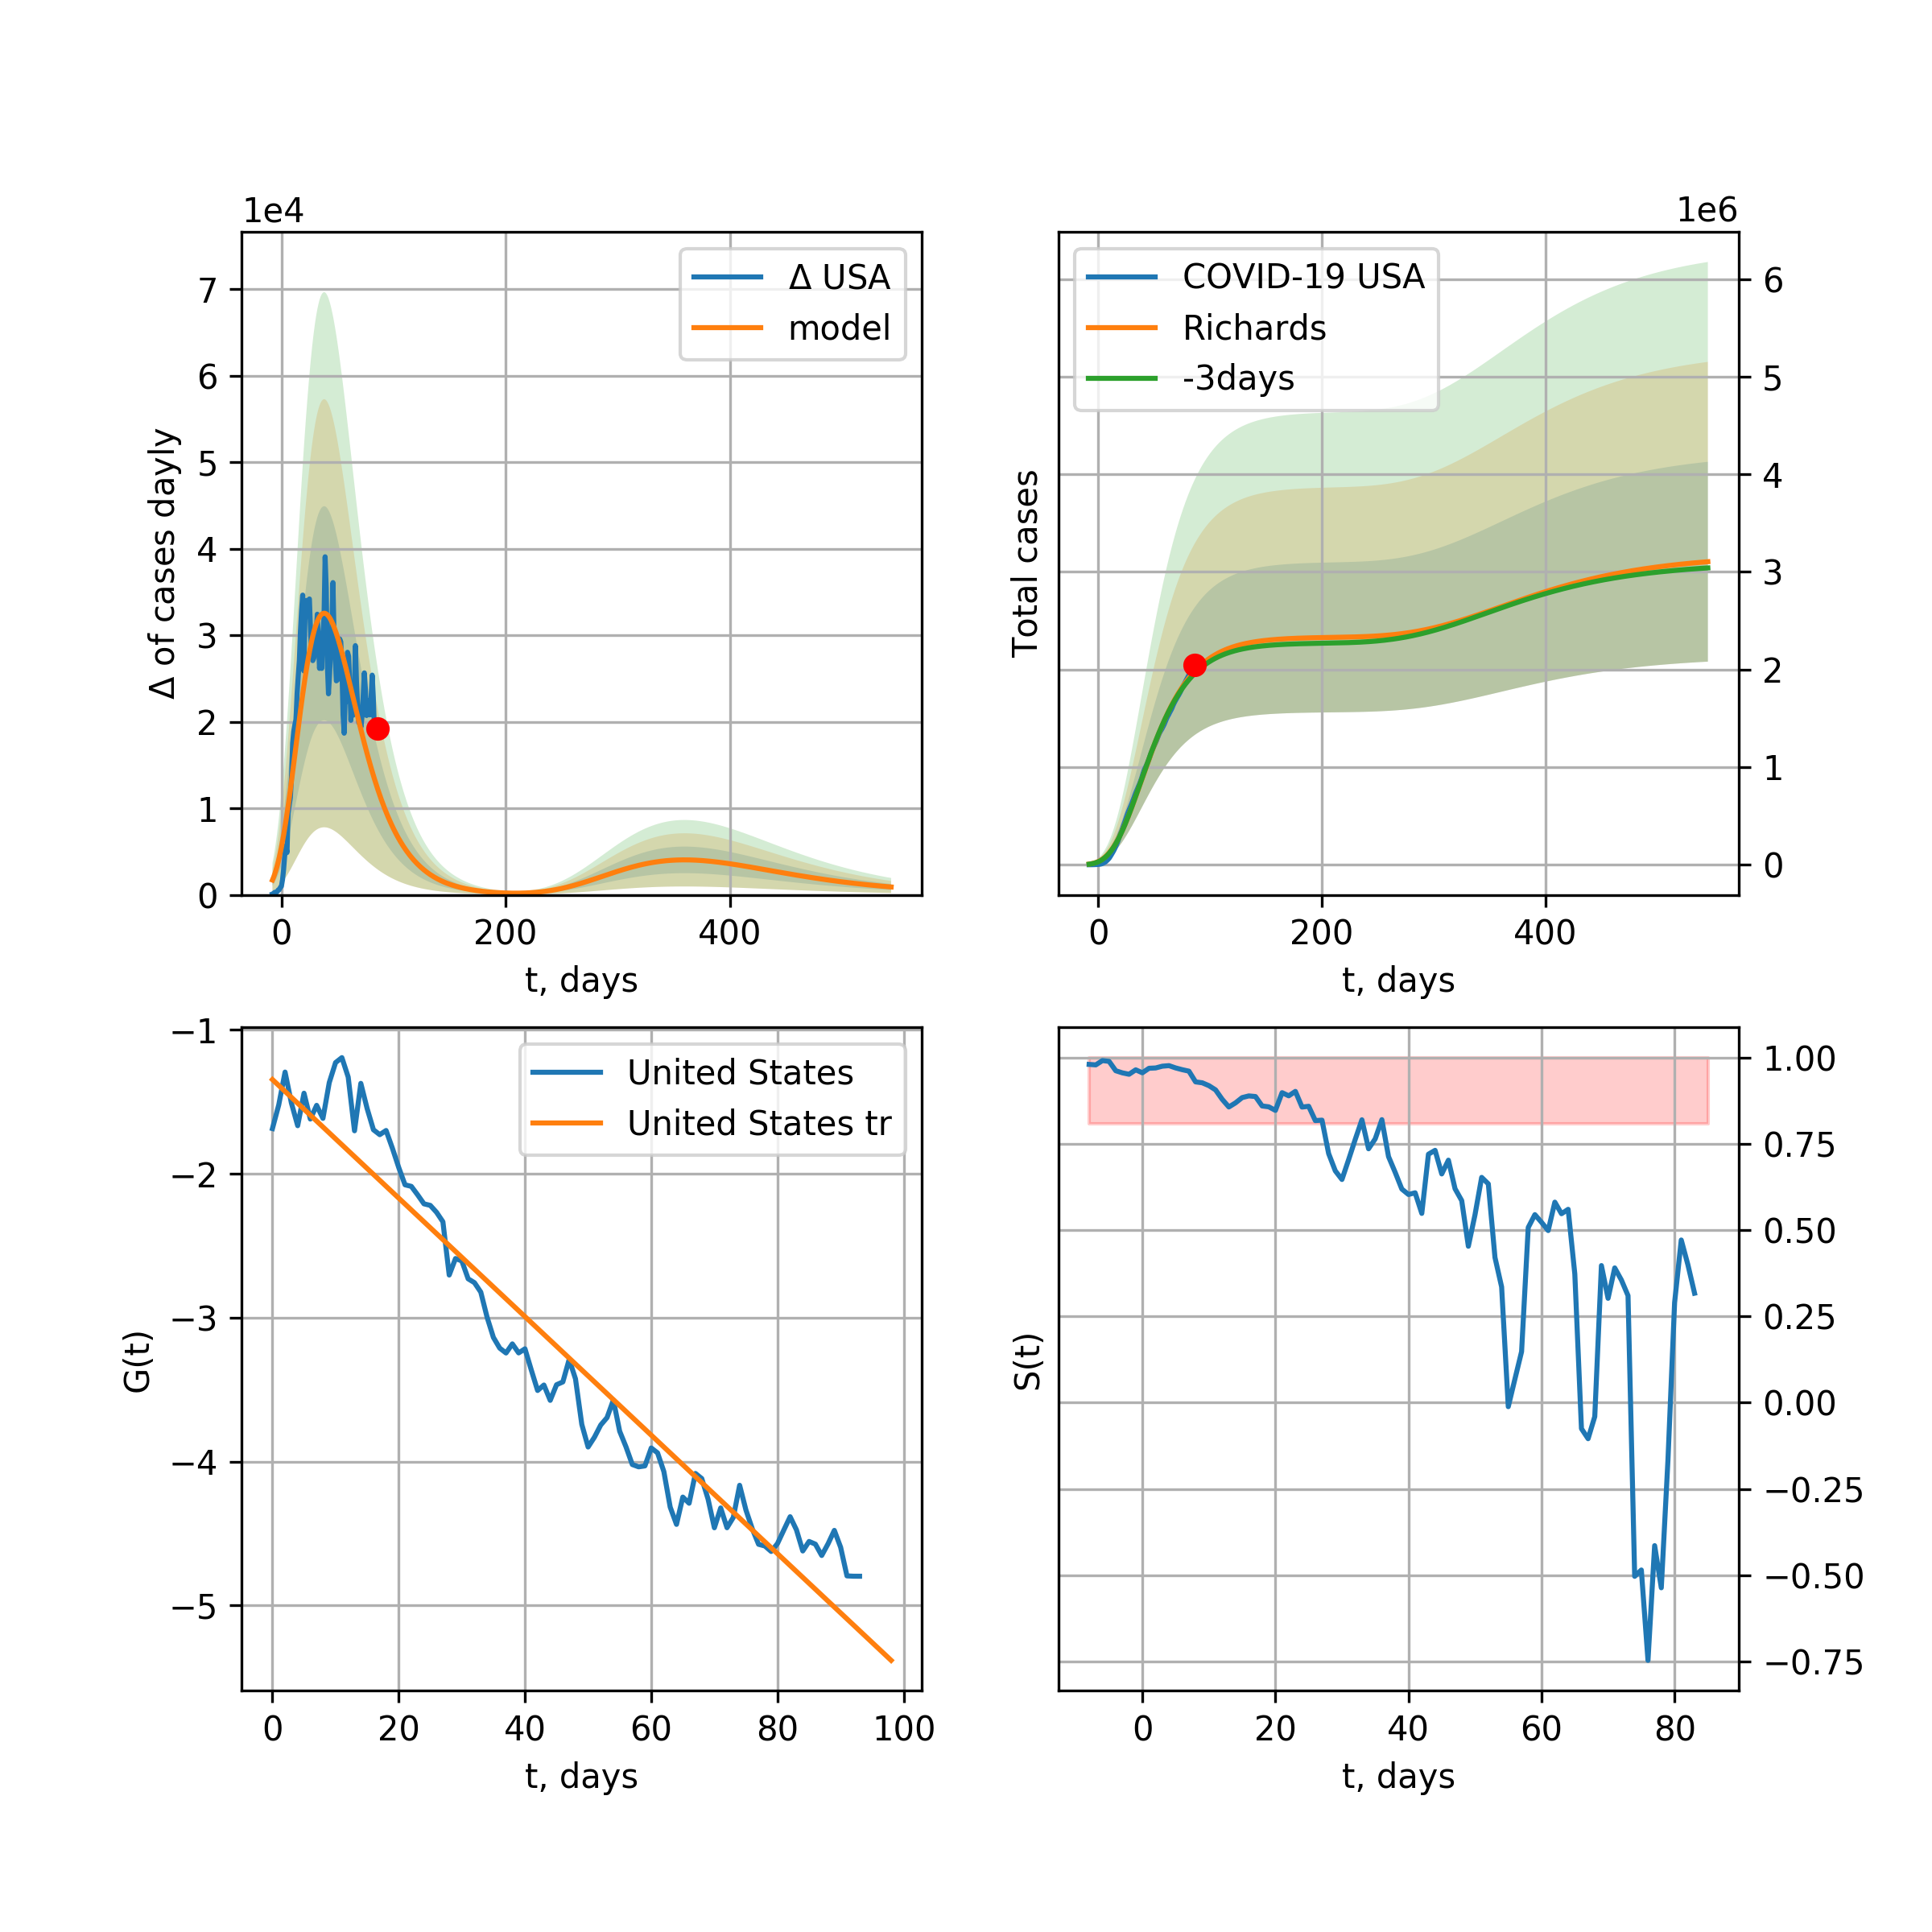 1e4
Δ of cases dayly
7
6
5
4
3
2
1
0
Δ USA
model
0 200 400
t, days
1e6
Total cases
COVID-19 USA
Richards
-3days
6
5
4
3
2
1
0
0 200 400
t, days
G(t)
−1
−2
−3
−4
−5
United States
United States tr
0 20 40 60 80 100
t, days
S(t)
1.00
0.75
0.50
0.25
0.00
−0.25
−0.50
−0.75
0 20 40 60 80
t, days